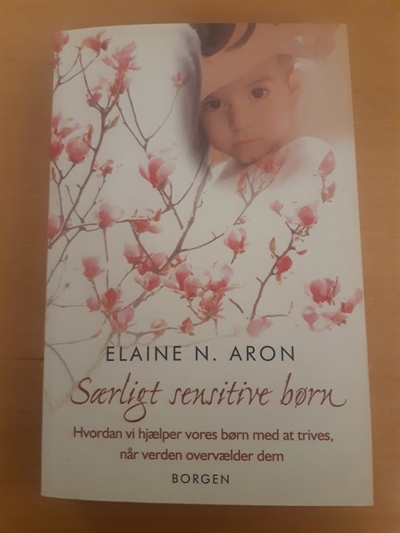 ELAINE N. ARON
Særligt sensitive børn
Hvordan vi hjælper vores børn med at trives,
når verden overvælder dem
BORGEN